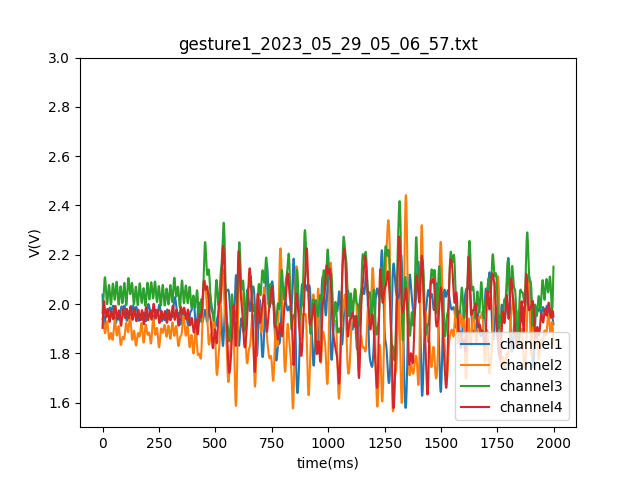 gesture1_2023_05_29_05_06_57.txt
3.0
2.8
2.6
2.4
2.2
2.0
1.8
1.6
V(V)
channel1
channel2
channel3
channel4
0 250 500 750 1000 1250 1500 1750 2000
time(ms)